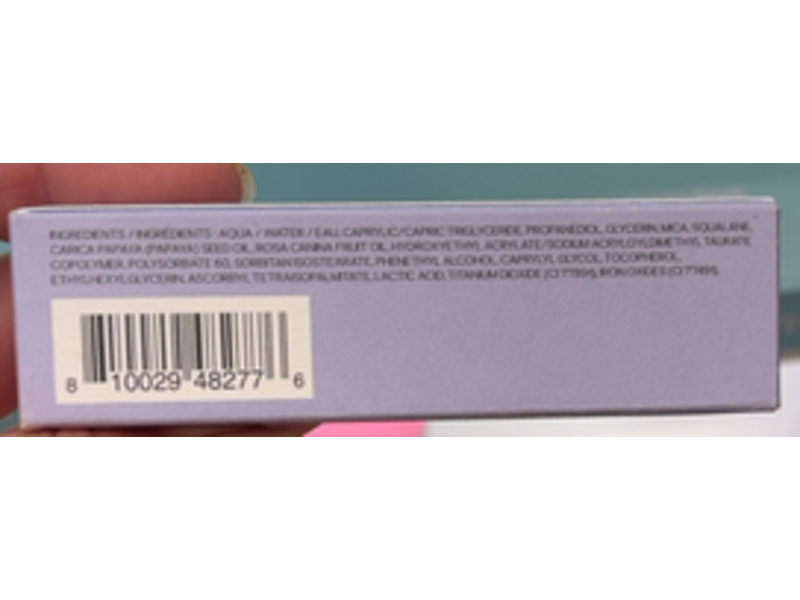 INGREDIENTS / INGRÉDIENTS : AQUA / WATER / EAU, CAPRYLIC/CAPRIC TRIGLYCERIDE, PROPANEDIOL, GLYCERIN, MICA, SQUALANE,
CARICA PAPAYA (PAPAYA) SEED OIL, ROSA CANINA FRUIT OIL, HYDROXYETHYL ACRYLATE/SODIUM ACRYLOYLDIMETHYL TAURATE
COPOLYMER, POLYSORBATE 60, SORBITAN ISOSTEARATE, PHENETHYL ALCOHOL, CAPRYLYL GLYCOL, TOCOPHEROL,
ETHYLHEXYLGLYCERIN, ASCORBYL TETRAISOPALMITATE, LACTIC ACID, TITANIUM DIOXIDE (CI 77891), IRON OXIDES (CI 77491).
8 10029 48277 6